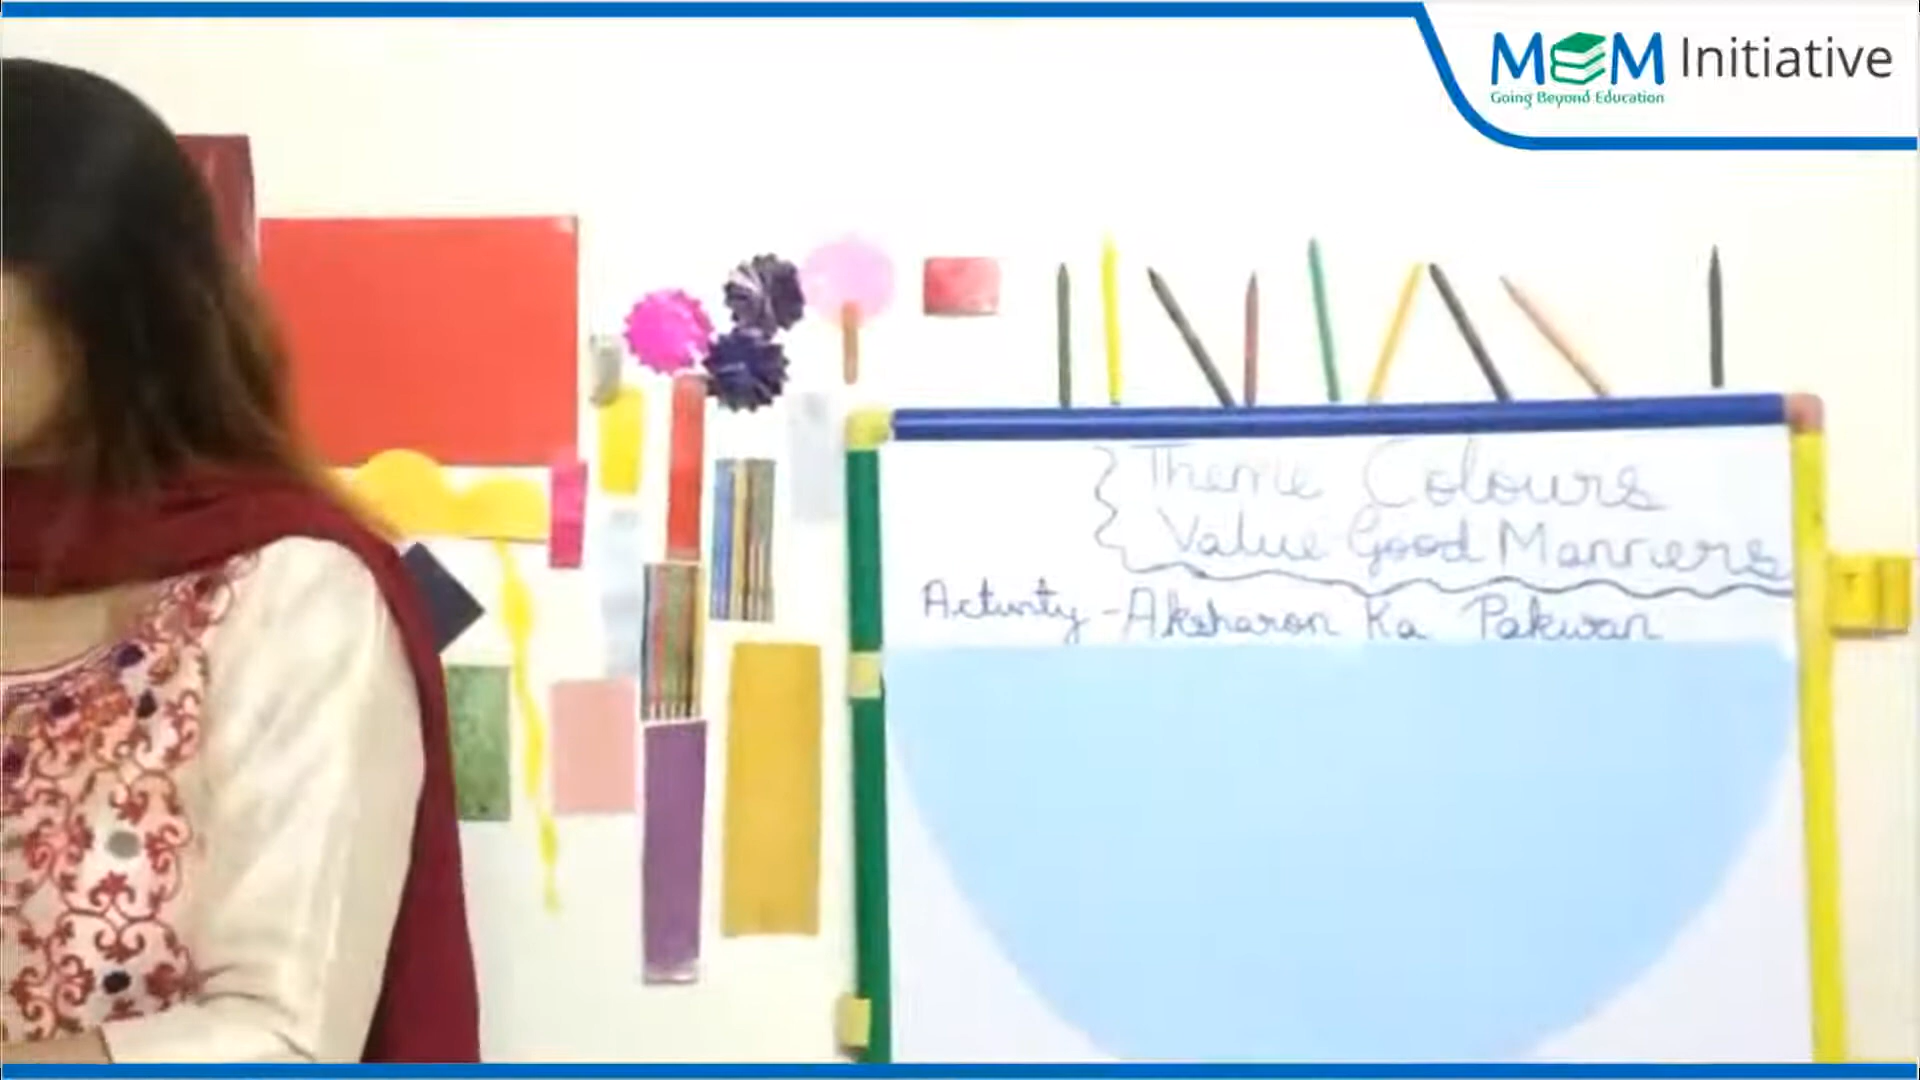 MEM Initiative
Going Beyond Education
Theme Colours
Value Good Manners
Activity - Aksharon Ka Pakwan